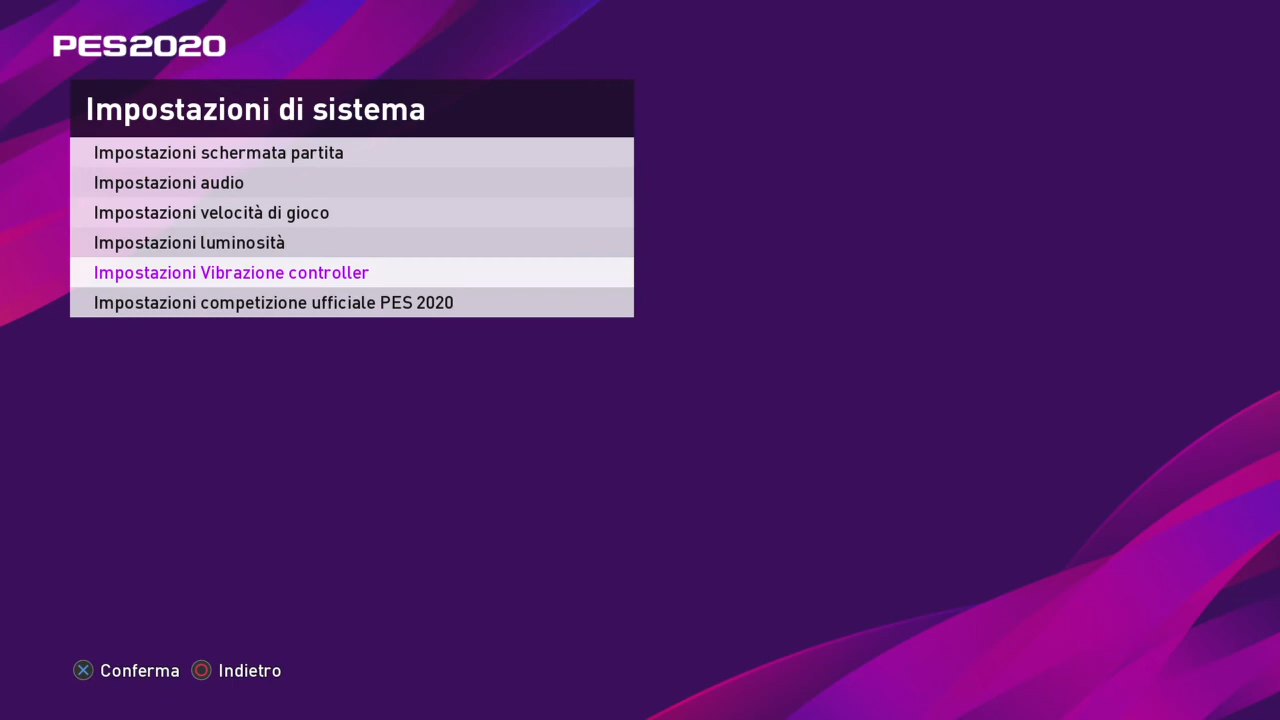 PES2020
Impostazioni di sistema
Impostazioni schermata partita
Impostazioni audio
Impostazioni velocità di gioco
Impostazioni luminosità
Impostazioni Vibrazione controller
Impostazioni competizione ufficiale PES 2020
Conferma Indietro